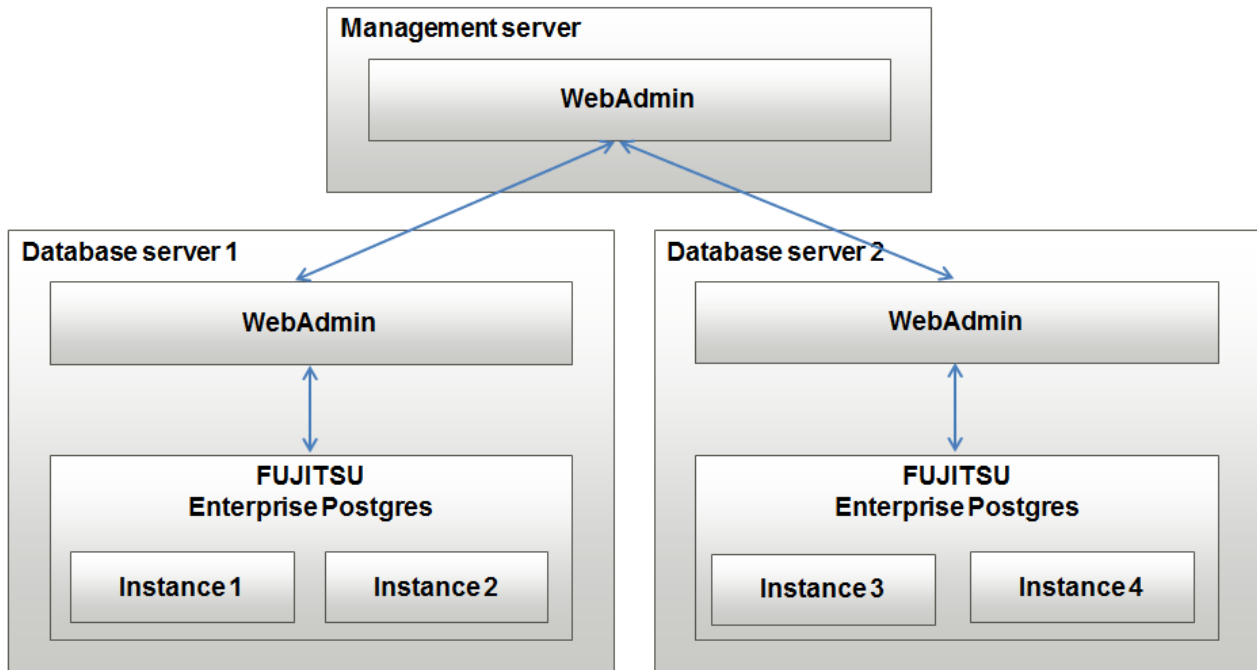 Management server
WebAdmin
Database server 1
WebAdmin
FUJITSU
Enterprise Postgres
Instance 1
Instance 2
Database server 2
WebAdmin
FUJITSU
Enterprise Postgres
Instance 3
Instance 4